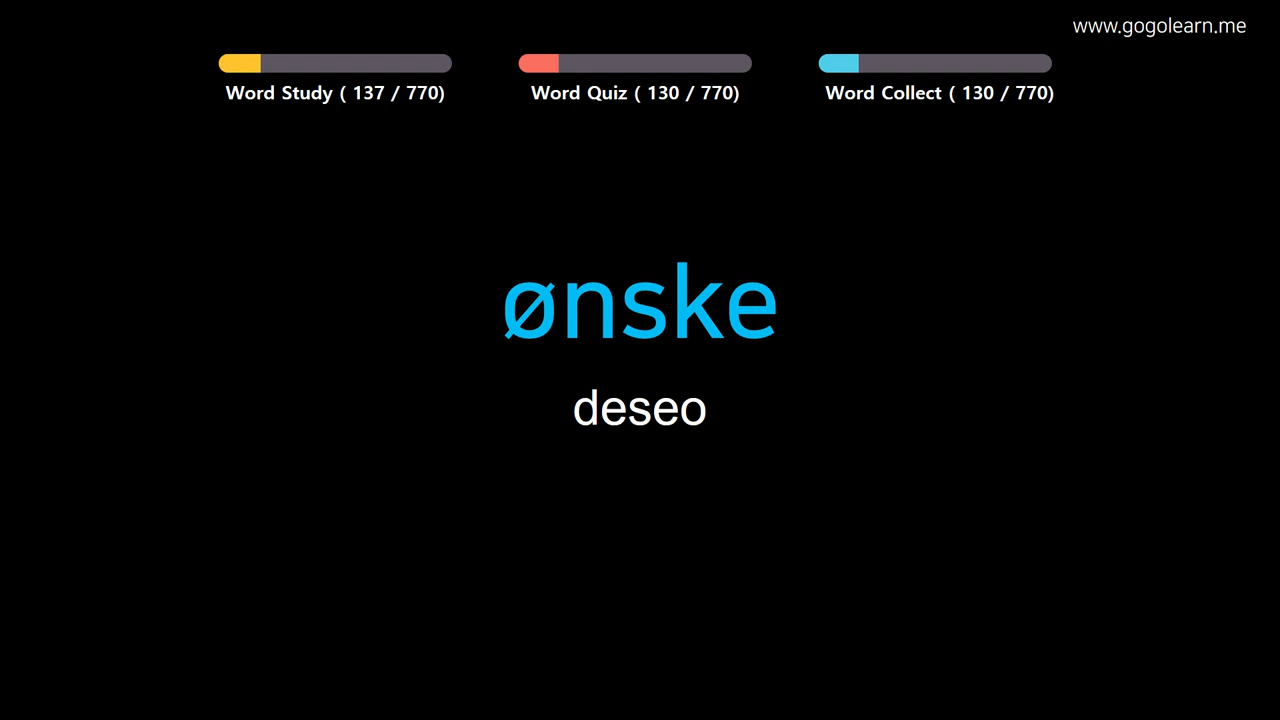 www.gogolearn.me
Word Study ( 137 / 770)
Word Quiz ( 130 / 770)
Word Collect ( 130 / 770)
ønske
deseo